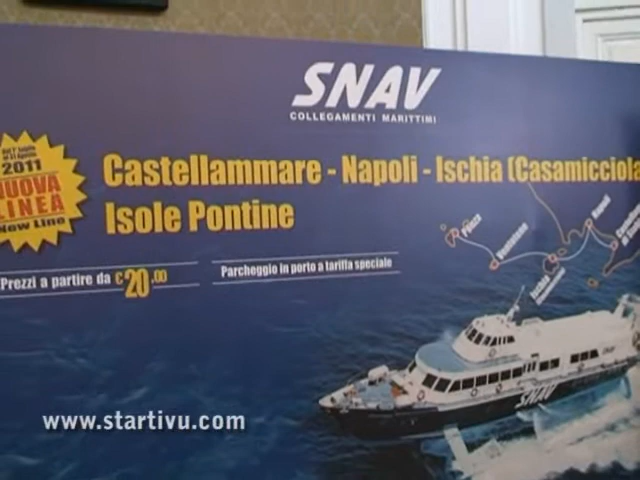 SNAV
COLLEGAMENTI MARITTIMI
2011
NUOVA
LINEA
New Line
Castellammare - Napoli - Ischia (Casamicciola
Isole Pontine
Prezzi a partire da €20,00
Parcheggio in porto a tariffa speciale
Ponza
Ventotene
Ischia
Napoli
SNAV
www.startivu.com